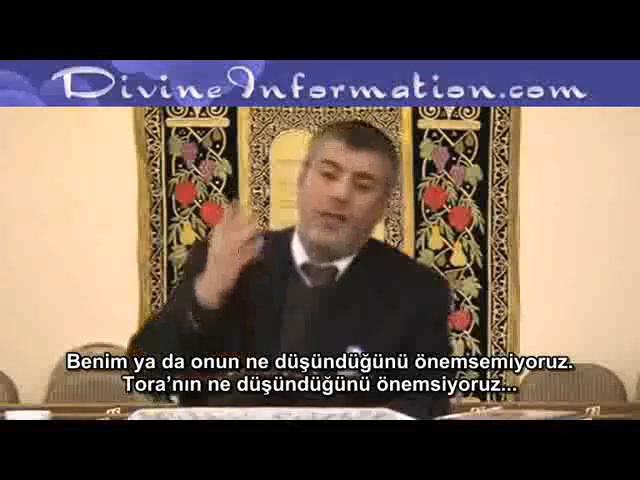 DivineInformation.com
Benim ya da onun ne düşündüğünü önemsemiyoruz.
Tora’nın ne düşündüğünü önemsiyoruz...